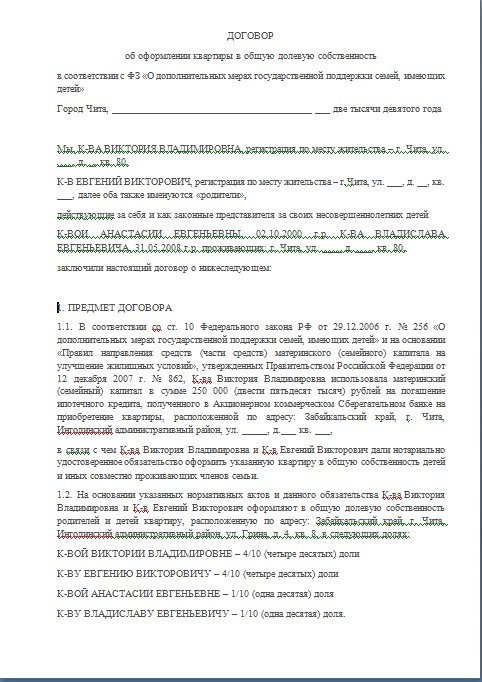 ДОГОВОР
об оформлении квартиры в общую долевую собственность
в соответствии с ФЗ «О дополнительных мерах государственной поддержки семей, имеющих
детей»
Город Чита, ________________________________________ ___ две тысячи девятого года
Мы, К-ВА ВИКТОРИЯ ВЛАДИМИРОВНА, регистрация по месту жительства – г. Чита, ул.
____, д. __, кв. 80,
К-В ЕВГЕНИЙ ВИКТОРОВИЧ, регистрация по месту жительства – г.Чита, ул. ___, д. __, кв.
___, далее оба также именуются «родители»,
действующие за себя и как законные представителя за своих несовершеннолетних детей
К-ВОЙ АНАСТАСИИ ЕВГЕНЬЕВНЫ, 02.10.2000 г.р, К-ВА ВЛАДИСЛАВА
ЕВГЕНЬЕВИЧА, 31.05.2008 г.р, проживающих: г. Чита, ул. _____, д. ____, кв. 80,
заключили настоящий договор о нижеследующем:
1. ПРЕДМЕТ ДОГОВОРА
1.1. В соответствии со ст. 10 Федерального закона РФ от 29.12.2006 г. № 256 «О
дополнительных мерах государственной поддержки семей, имеющих детей» и на основании
«Правил направления средств (части средств) материнского (семейного) капитала на
улучшение жилищных условий», утвержденных Правительством Российской Федерации от
12 декабря 2007 г. № 862, К-ва Виктория Владимировна использовала материнский
(семейный) капитал в сумме 250 000 (двести пятьдесят тысяч) рублей на погашение
ипотечного кредита, полученного в Акционерном коммерческом Сберегательном банке на
приобретение квартиры, расположенной по адресу: Забайкальский край, г. Чита,
Ингодинский административный район, ул. _____, д.___ кв. ___,
в связи с чем К-ва Виктория Владимировна и К-в Евгений Викторович дали нотариально
удостоверенное обязательство оформить указанную квартиру в общую собственность детей
и иных совместно проживающих членов семьи.
1.2. На основании указанных нормативных актов и данного обязательства К-ва Виктория
Владимировна и К-в, Евгений Викторович оформляют в общую долевую собственность
родителей и детей квартиру, расположенную по адресу: Забайкальский край, г. Чита,
Ингодинский административный район, ул. Грина, д. 4, кв. 8, в следующих долях:
К-ВОЙ ВИКТОРИИ ВЛАДИМИРОВНЕ – 4/10 (четыре десятых) доли
К-ВУ ЕВГЕНИЮ ВИКТОРОВИЧУ – 4/10 (четыре десятых) доли
К-ВОЙ АНАСТАСИИ ЕВГЕНЬЕВНЕ – 1/10 (одна десятая) доля
К-ВУ ВЛАДИСЛАВУ ЕВГЕНЬЕВИЧУ – 1/10 (одна десятая) доля.